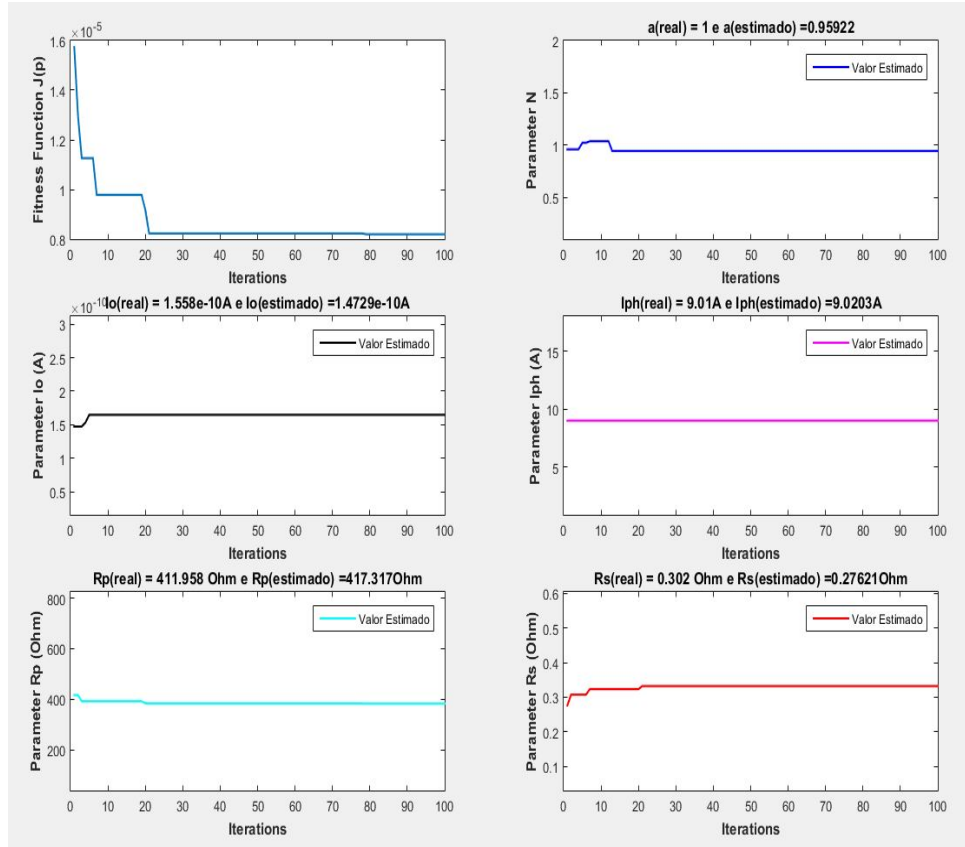 ×10⁻⁵
1.6
1.4
1.2
1
0.8
Fitness Function J(p)
0 10 20 30 40 50 60 70 80 90 100
Iterations
a(real) = 1 e a(estimado) =0.95922
2
1.5
1
0.5
Parameter N
Valor Estimado
0 10 20 30 40 50 60 70 80 90 100
Iterations
×10⁻¹⁰
Io(real) = 1.558e-10A e Io(estimado) =1.4729e-10A
3
2.5
2
1.5
1
0.5
Parameter Io (A)
Valor Estimado
0 10 20 30 40 50 60 70 80 90 100
Iterations
Iph(real) = 9.01A e Iph(estimado) =9.0203A
15
10
5
Parameter Iph (A)
Valor Estimado
0 10 20 30 40 50 60 70 80 90 100
Iterations
Rp(real) = 411.958 Ohm e Rp(estimado) =417.317Ohm
800
600
400
200
Parameter Rp (Ohm)
Valor Estimado
0 10 20 30 40 50 60 70 80 90 100
Iterations
Rs(real) = 0.302 Ohm e Rs(estimado) =0.27621Ohm
0.6
0.5
0.4
0.3
0.2
0.1
Parameter Rs (Ohm)
Valor Estimado
0 10 20 30 40 50 60 70 80 90 100
Iterations